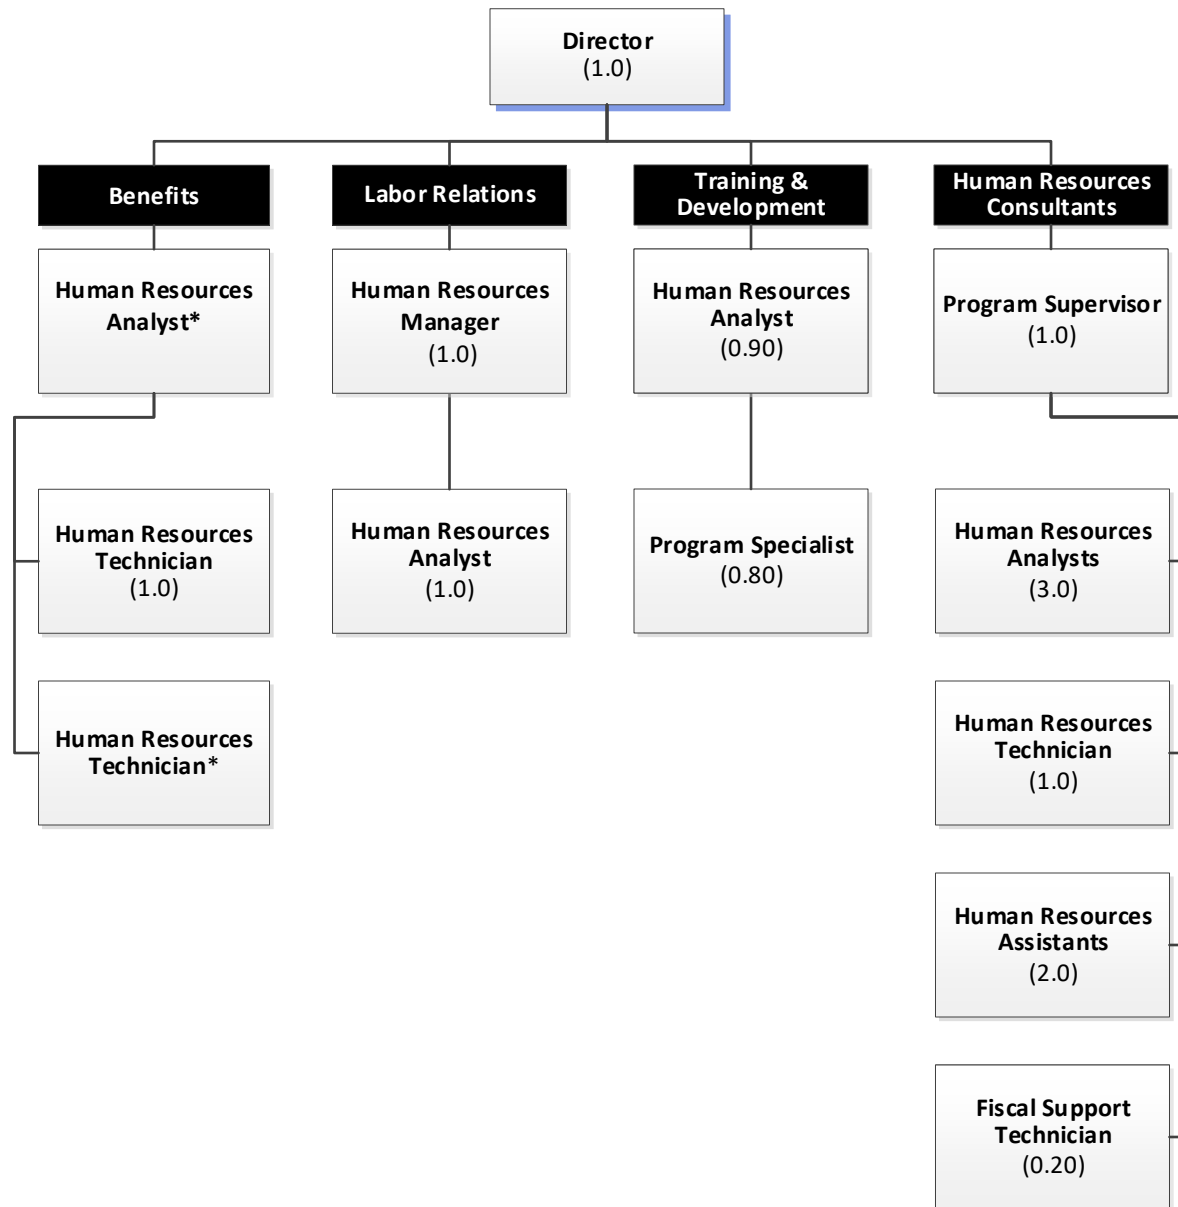 Director
(1.0)
Benefits
Labor Relations
Training &
Development
Human Resources
Consultants
Human Resources
Analyst*
Human Resources
Manager
(1.0)
Human Resources
Analyst
(0.90)
Program Supervisor
(1.0)
Human Resources
Technician
(1.0)
Human Resources
Analyst
(1.0)
Program Specialist
(0.80)
Human Resources
Analysts
(3.0)
Human Resources
Technician*
Human Resources
Technician
(1.0)
Human Resources
Assistants
(2.0)
Fiscal Support
Technician
(0.20)